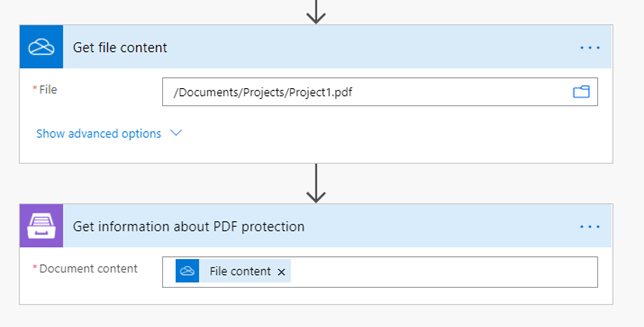 Get file content
* File
/Documents/Projects/Project1.pdf
Show advanced options
Get information about PDF protection
* Document content
File content ×